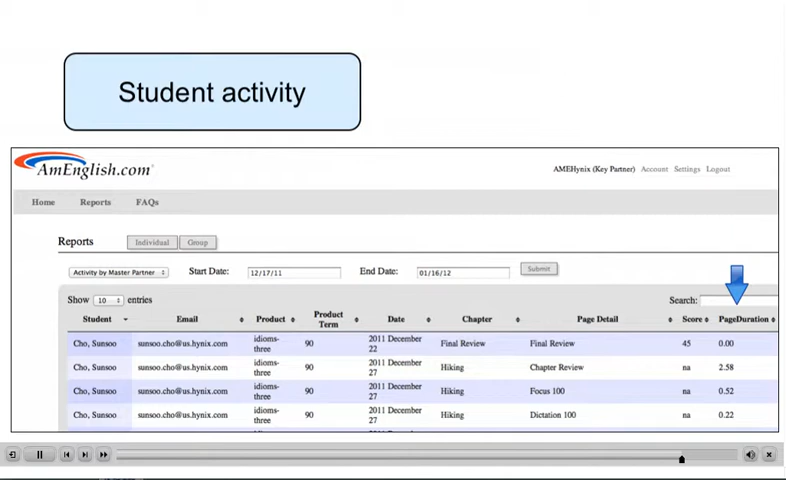 Student activity
AmEnglish.com
AMEHynix (Key Partner) Account Settings Logout
Home Reports FAQs
Reports Individual Group
Activity by Master Partner Start Date: 12/17/11 End Date: 01/16/12 Submit
Show 10 entries Search:
Student Email Product Product Term Date Chapter Page Detail Score PageDuration
Cho, Sunsoo sunsoo.cho@us.hynix.com idioms-three 90 2011 December 22 Final Review Final Review 45 0.00
Cho, Sunsoo sunsoo.cho@us.hynix.com idioms-three 90 2011 December 27 Hiking Chapter Review na 2.58
Cho, Sunsoo sunsoo.cho@us.hynix.com idioms-three 90 2011 December 27 Hiking Focus 100 na 0.52
Cho, Sunsoo sunsoo.cho@us.hynix.com idioms-three 90 2011 December 27 Hiking Dictation 100 na 0.22